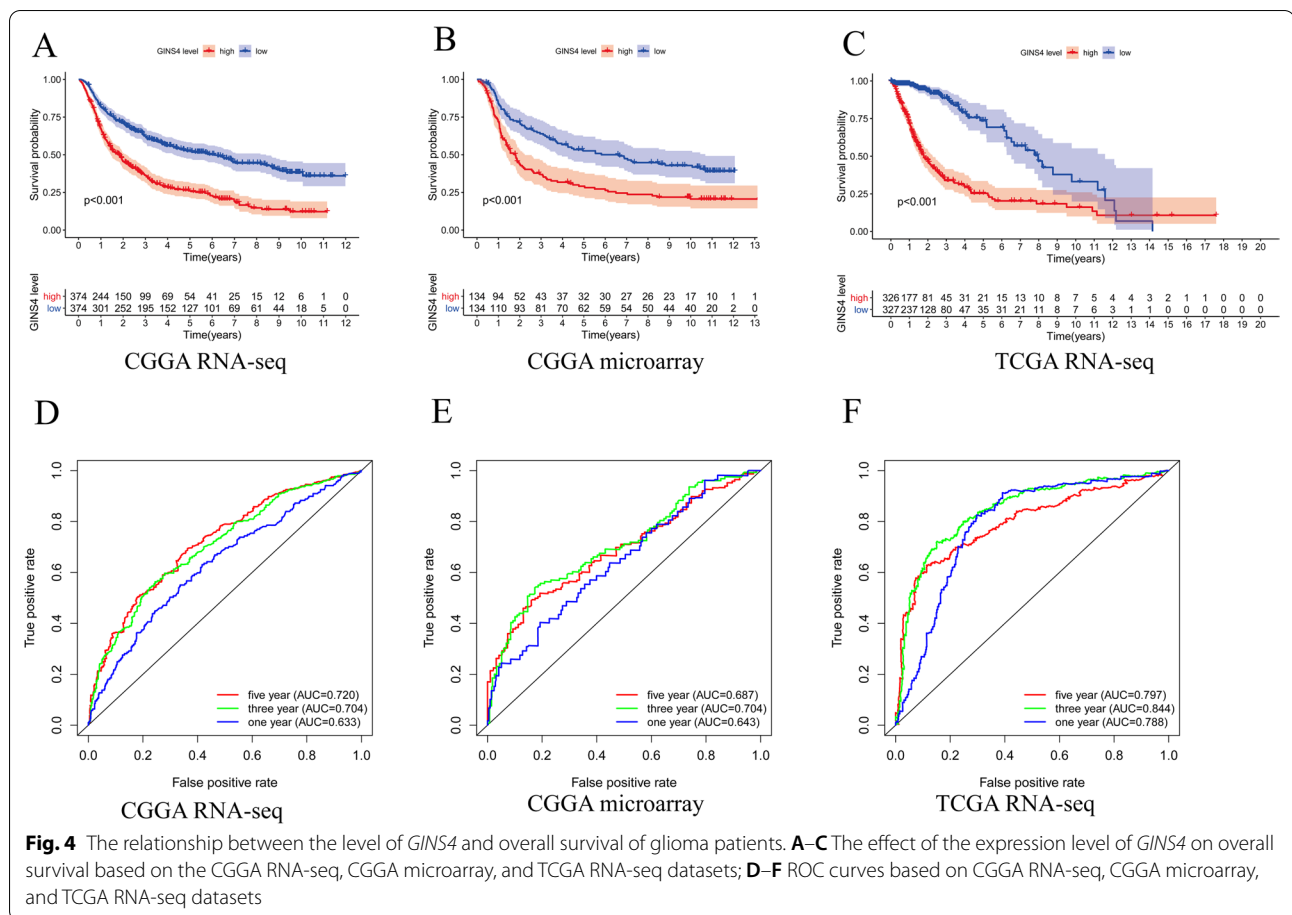 A
GINS4 level high low
Survival probability
1.00
0.75
0.50
0.25
0.00
p<0.001
0 1 2 3 4 5 6 7 8 9 10 11 12
Time(years)
GINS4 level
high 374 244 150 99 69 54 41 25 15 12 6 1 0
low 374 301 252 195 152 127 101 69 61 44 18 5 0
0 1 2 3 4 5 6 7 8 9 10 11 12
Time(years)
CGGA RNA-seq
B
GINS4 level high low
Survival probability
1.00
0.75
0.50
0.25
0.00
p<0.001
0 1 2 3 4 5 6 7 8 9 10 11 12 13
Time(years)
GINS4 level
high 134 94 52 43 37 32 30 27 26 23 17 10 1 1
low 134 110 93 81 70 62 59 54 50 44 40 20 2 0
0 1 2 3 4 5 6 7 8 9 10 11 12 13
Time(years)
CGGA microarray
C
GINS4 level high low
Survival probability
1.00
0.75
0.50
0.25
0.00
p<0.001
0 1 2 3 4 5 6 7 8 9 10 11 12 13 14 15 16 17 18 19 20
Time(years)
GINS4 level
high 326 177 81 45 31 21 15 13 10 8 7 5 4 4 3 2 1 1 0 0 0
low 327 237 128 80 47 35 31 21 11 8 6 6 3 1 1 0 0 0 0 0 0
0 1 2 3 4 5 6 7 8 9 10 11 12 13 14 15 16 17 18 19 20
Time(years)
TCGA RNA-seq
D
True positive rate
1.0
0.8
0.6
0.4
0.2
0.0
five year (AUC=0.720)
three year (AUC=0.704)
one year (AUC=0.633)
0.0 0.2 0.4 0.6 0.8 1.0
False positive rate
CGGA RNA-seq
E
True positive rate
1.0
0.8
0.6
0.4
0.2
0.0
five year (AUC=0.687)
three year (AUC=0.704)
one year (AUC=0.643)
0.0 0.2 0.4 0.6 0.8 1.0
False positive rate
CGGA microarray
F
True positive rate
1.0
0.8
0.6
0.4
0.2
0.0
five year (AUC=0.797)
three year (AUC=0.844)
one year (AUC=0.788)
0.0 0.2 0.4 0.6 0.8 1.0
False positive rate
TCGA RNA-seq
Fig. 4 The relationship between the level of GINS4 and overall survival of glioma patients. A–C The effect of the expression level of GINS4 on overall
survival based on the CGGA RNA-seq, CGGA microarray, and TCGA RNA-seq datasets; D–F ROC curves based on CGGA RNA-seq, CGGA microarray,
and TCGA RNA-seq datasets